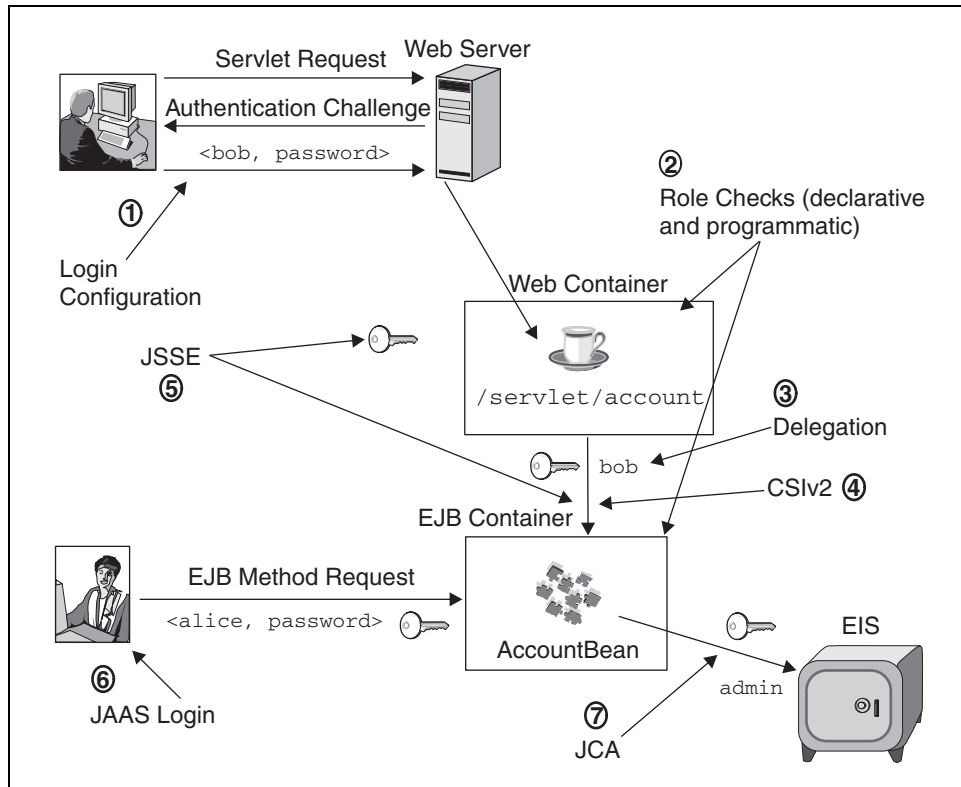 Servlet Request
Web Server
Authentication Challenge
<bob, password>
①
Login
Configuration
②
Role Checks (declarative
and programmatic)
Web Container
JSSE
⑤
/servlet/account
③
Delegation
bob
CSIv2 ④
EJB Container
EJB Method Request
<alice, password>
AccountBean
EIS
admin
⑥
JAAS Login
⑦
JCA